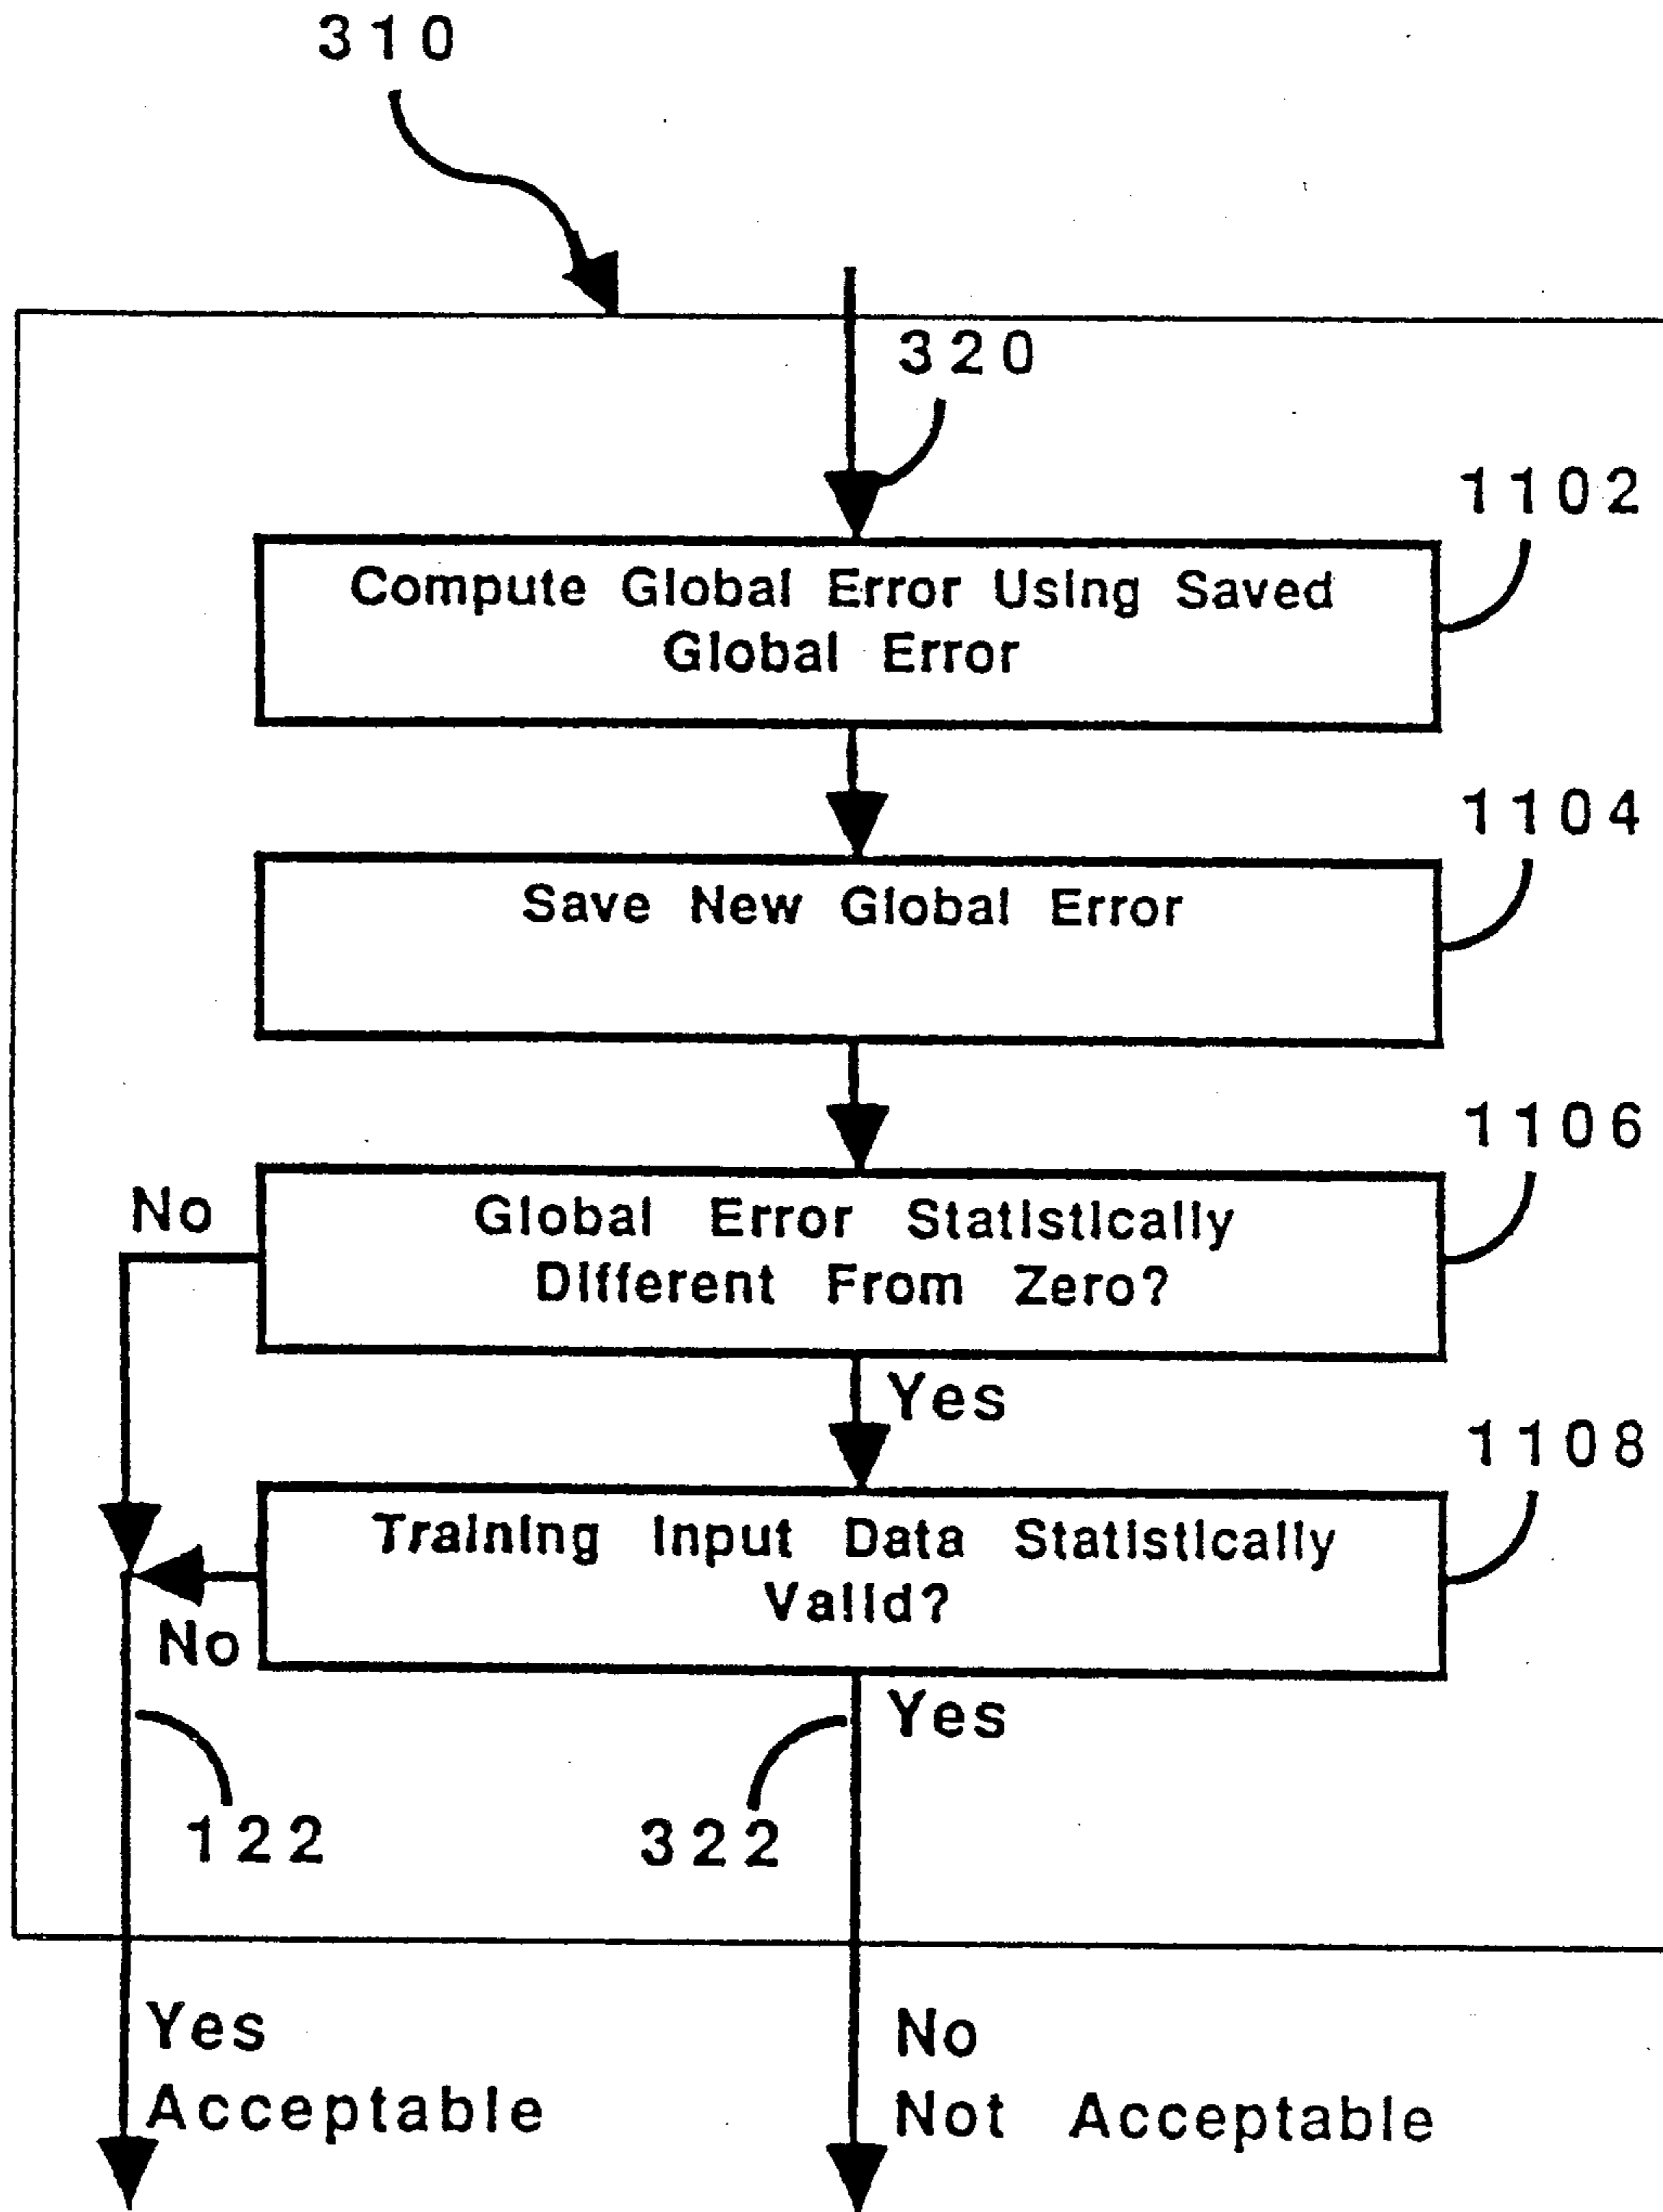 310
320
1102
Compute Global Error Using Saved
Global Error
1104
Save New Global Error
1106
No
Global Error Statistically
Different From Zero?
Yes
1108
Training Input Data Statistically
Valid?
No
Yes
122
322
Yes
Acceptable
No
Not Acceptable